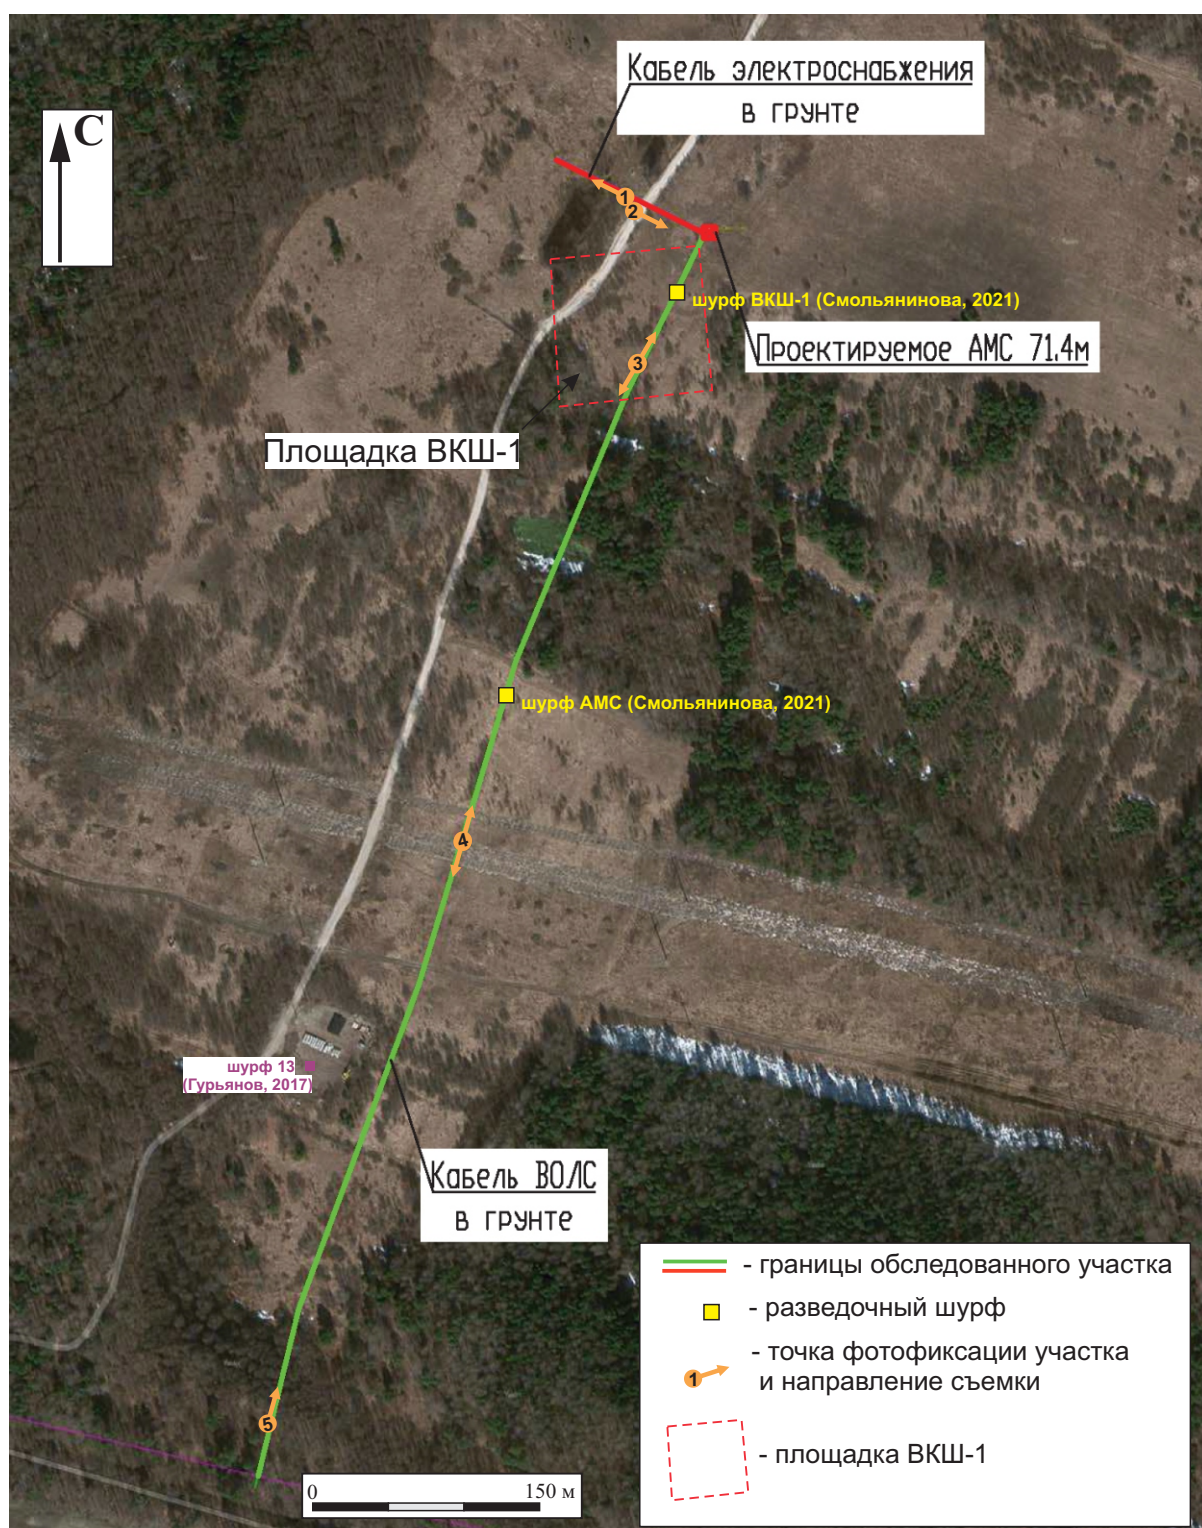 Кабель электроснабжения
в грунте
С
1
2
шурф ВКШ-1 (Смольянинова, 2021)
Проектируемое АМС 71.4м
3
Площадка ВКШ-1
шурф АМС (Смольянинова, 2021)
4
шурф 13
(Гурьянов, 2017)
Кабель ВОЛС
в грунте
- границы обследованного участка
- разведочный шурф
- точка фотофиксации участка
1
и направление съемки
5
- площадка ВКШ-1
0 150 м